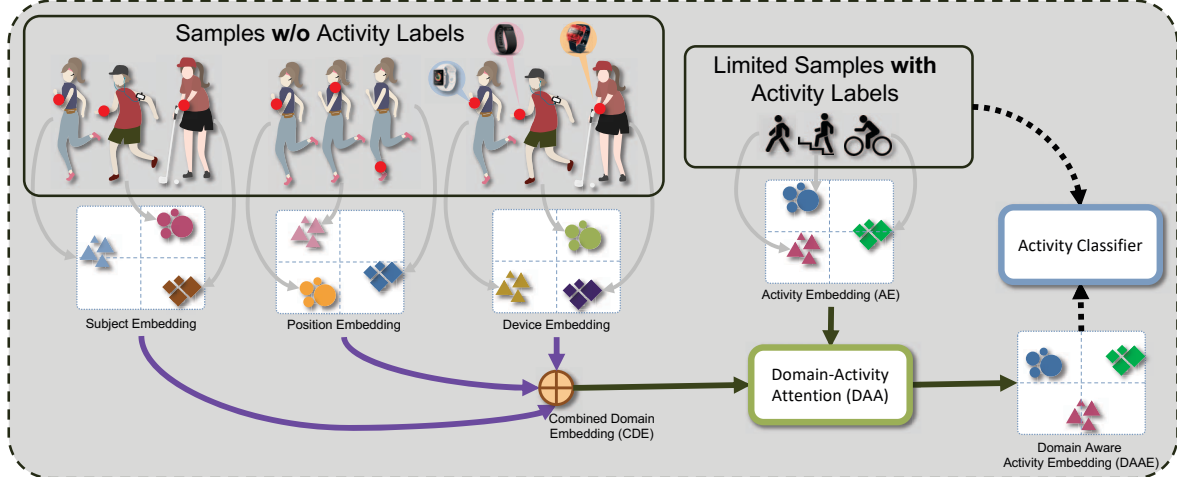 Samples w/o Activity Labels
Limited Samples with
Activity Labels
Activity Classifier
Subject Embedding
Position Embedding
Device Embedding
Activity Embedding (AE)
Domain-Activity
Attention (DAA)
Combined Domain
Embedding (CDE)
Domain Aware
Activity Embedding (DAAE)